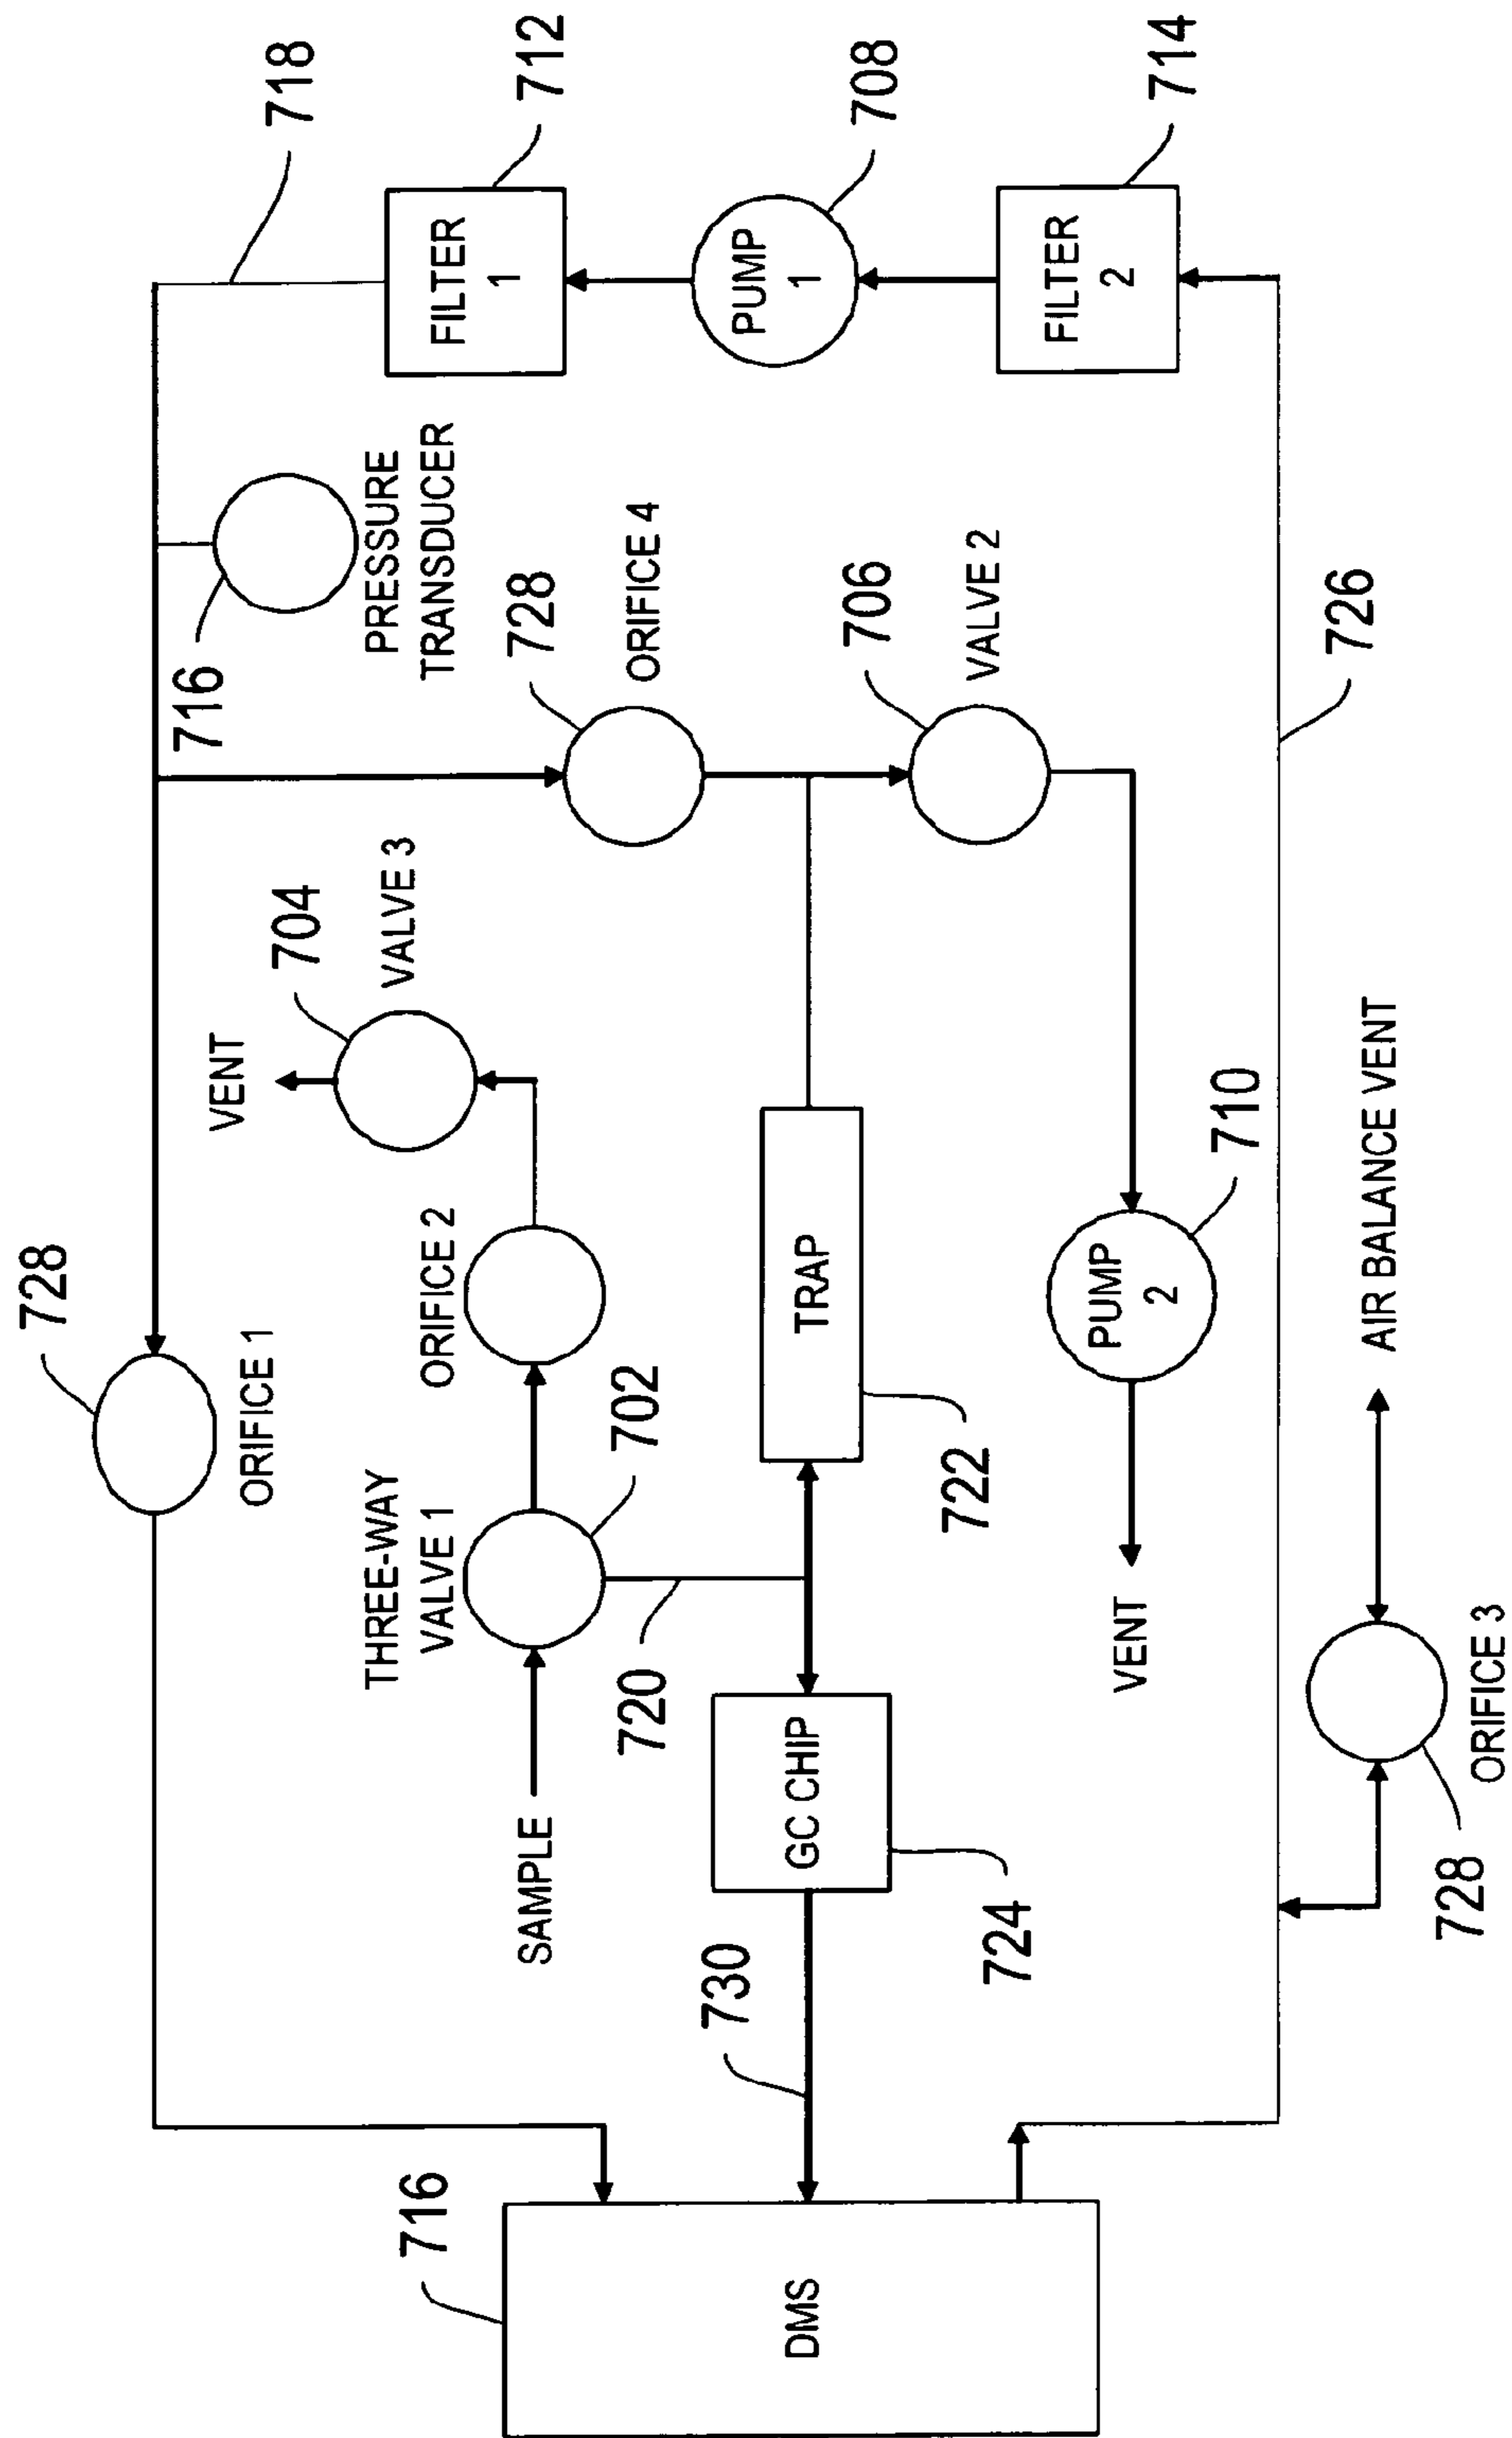 718
712
708
714
FILTER
1
PUMP
1
FILTER
2
716
PRESSURE
TRANSDUCER
728
ORIFICE 4
706
VALVE 2
726
704
VALVE 3
VENT
728
ORIFICE 1
ORIFICE 2
THREE-WAY
VALVE 1
702
720
SAMPLE
TRAP
722
PUMP
2
710
VENT
AIR BALANCE VENT
ORIFICE 3
728
GC CHIP
724
730
716
DMS